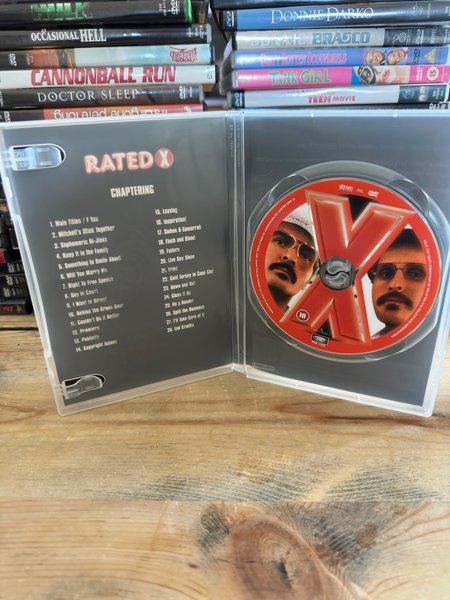 HULK
OCCASIONAL HELL
CANNONBALL RUN
DOCTOR SLEEP
DONNIE DARKO
DONNIE BRASCO
TANK GIRL
TEEN MOVIE
RATED X
CHAPTERING
1. Main Titles / F You
2. Mitchell's Stick Together
3. Sophomoric Hi-Jinks
4. Keep It in the Family
5. Something to Smile About
6. Will You Marry Me
7. Right To Free Speech
8. Day in Court
9. I Want to Direct
10. Behind the Green Door
11. Couldn't Do it Better
12. Premiere
13. Publicity
14. Copyright Issues
15. Leaving
16. Inspiration!
17. Sodom & Gomorrah
18. Flesh and Blood
19. Failure
20. Live Sex Show
21. Irony!
22. Cold Turkey in Cape Cod
23. Down and Out
24. Clean It Up
25. On a Bender
26. Split the Business
27. I'll Take Care of It
28. End Credits
X
PAL
DVD
18